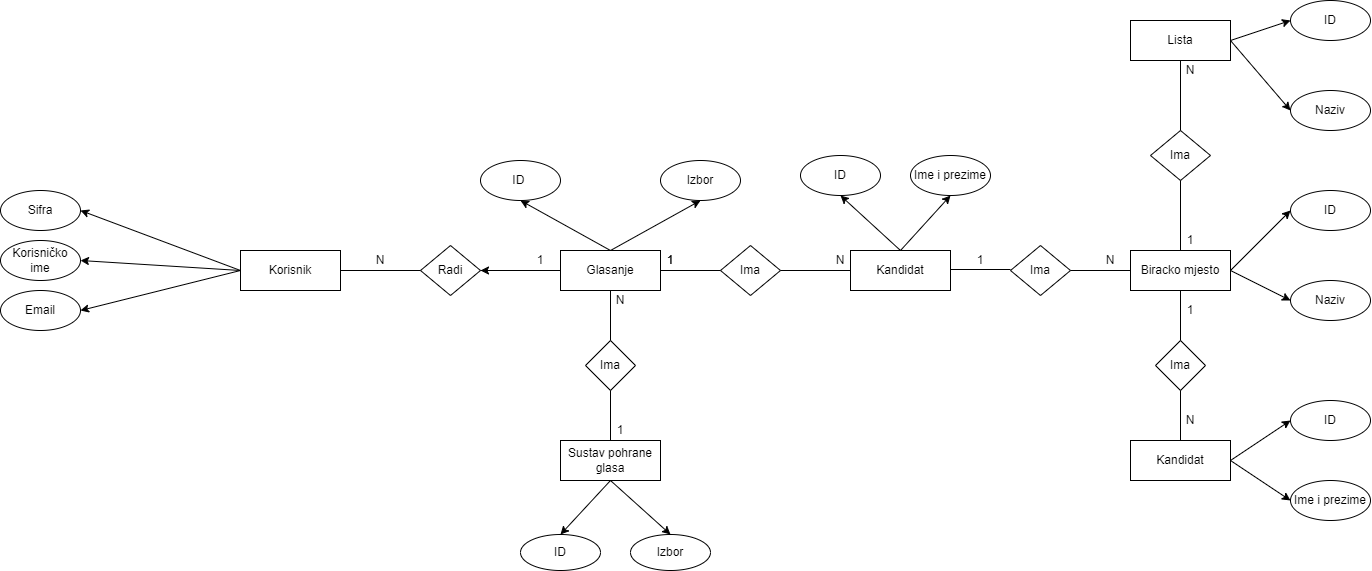 ID
Lista
N
Naziv
Ima
ID
Izbor
ID
Ime i prezime
Sifra
Korisničko
ime
Email
Korisnik
N
Radi
1
Glasanje
1
Ima
N
Kandidat
1
Ima
N
1
Biracko mjesto
1
ID
Naziv
N
Ima
1
Sustav pohrane
glasa
ID
Izbor
Ima
N
Kandidat
ID
Ime i prezime